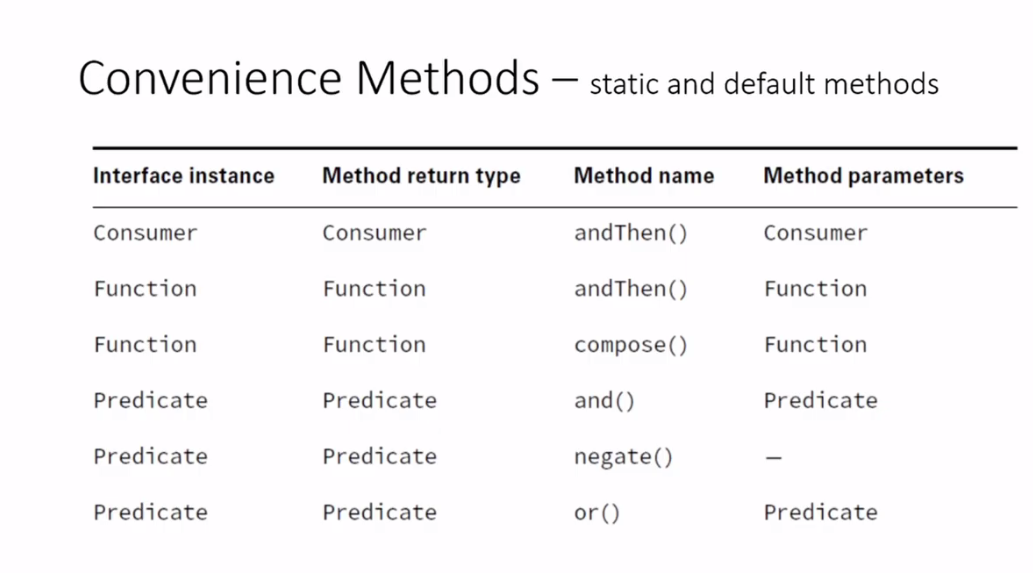 Convenience Methods – static and default methods
Interface instance Method return type Method name Method parameters
Consumer Consumer andThen() Consumer
Function Function andThen() Function
Function Function compose() Function
Predicate Predicate and() Predicate
Predicate Predicate negate() —
Predicate Predicate or() Predicate